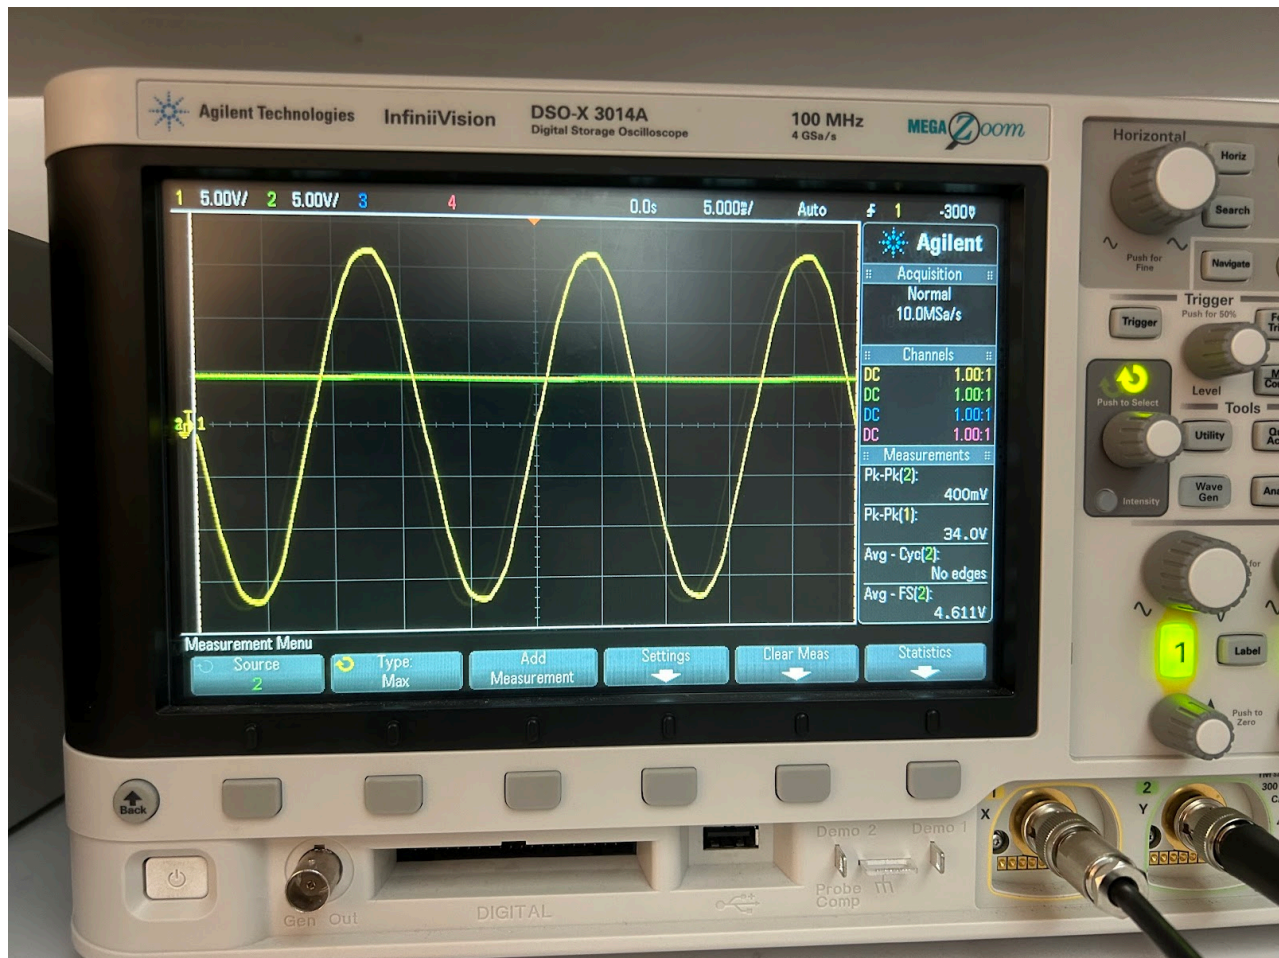 Agilent Technologies InfiniiVision DSO-X 3014A 100 MHz MEGA Zoom
Digital Storage Oscilloscope 4 GSa/s
1 5.00V/ 2 5.00V/ 3 4 0.0s 5.000ms/ Auto 1 -300V
Agilent
Acquisition
Normal
10.0MSa/s
Channels
DC 1.00:1
DC 1.00:1
DC 1.00:1
DC 1.00:1
Measurements
Pk-Pk(2):
400mV
Pk-Pk(1):
34.0V
Avg - Cyc(2):
No edges
Avg - FS(2):
4.611V
1
Measurement Menu
Source
2
Type:
Max
Add
Measurement
Settings
Clear Meas
Statistics
Horizontal
Horiz
Search
Push for
Fine
Navigate
Trigger
Push for 50%
Trigger
Level
Push to Select
Tools
Utility
Intensity
Wave
Gen
for
1
Label
Push to
Zero
Back
Gen Out
DIGITAL
Demo 2 Demo 1
Probe
Comp
X
2
Y
300